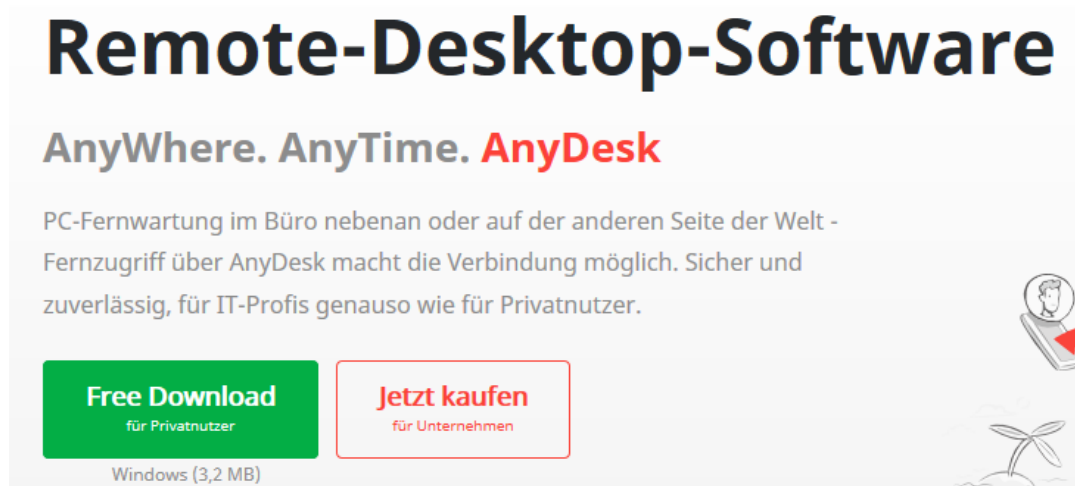 Remote-Desktop-Software
AnyWhere. AnyTime. AnyDesk
PC-Fernwartung im Büro nebenan oder auf der anderen Seite der Welt -
Fernzugriff über AnyDesk macht die Verbindung möglich. Sicher und
zuverlässig, für IT-Profis genauso wie für Privatnutzer.
Free Download
für Privatnutzer
Windows (3,2 MB)
Jetzt kaufen
für Unternehmen